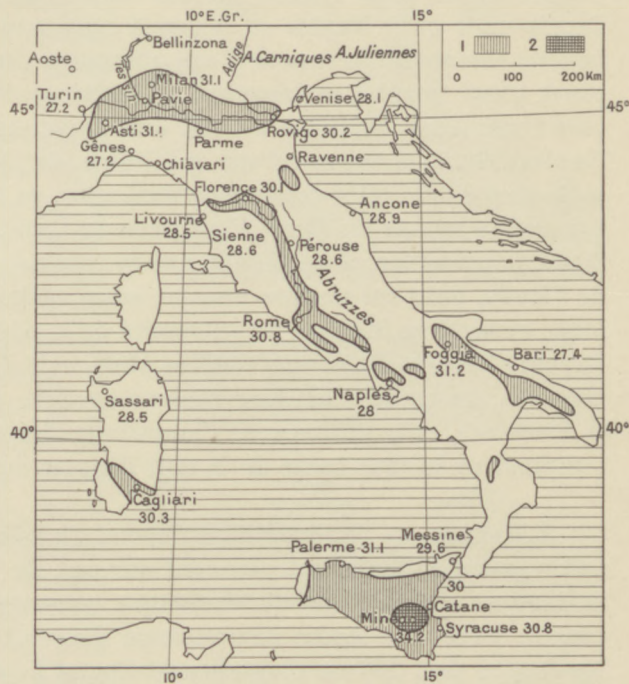 10° E.Gr.
15°
Bellinzona
Adige
A.Carniques
A.Juliennes
1
2
0 100 200 Km
Aoste
Tessin
Milan 31.1
Turin
27.2
Pavie
Venise 28.1
45°
45°
Asti 31.1
Rovigo 30.2
Parme
Gênes
27.2
Chiavari
Ravenne
Florence 30.1
Livourne
28.5
Sienne
28.6
Ancone
28.9
Pérouse
28.6
Abruzzes
Rome
30.8
Foggia
31.2
Bari 27.4
Naples
28
Sassari
28.5
40°
40°
Cagliari
30.3
Messine
29.6
Palerme 31.1
30
Catane
Mineo
34.2
Syracuse 30.8
10°
15°